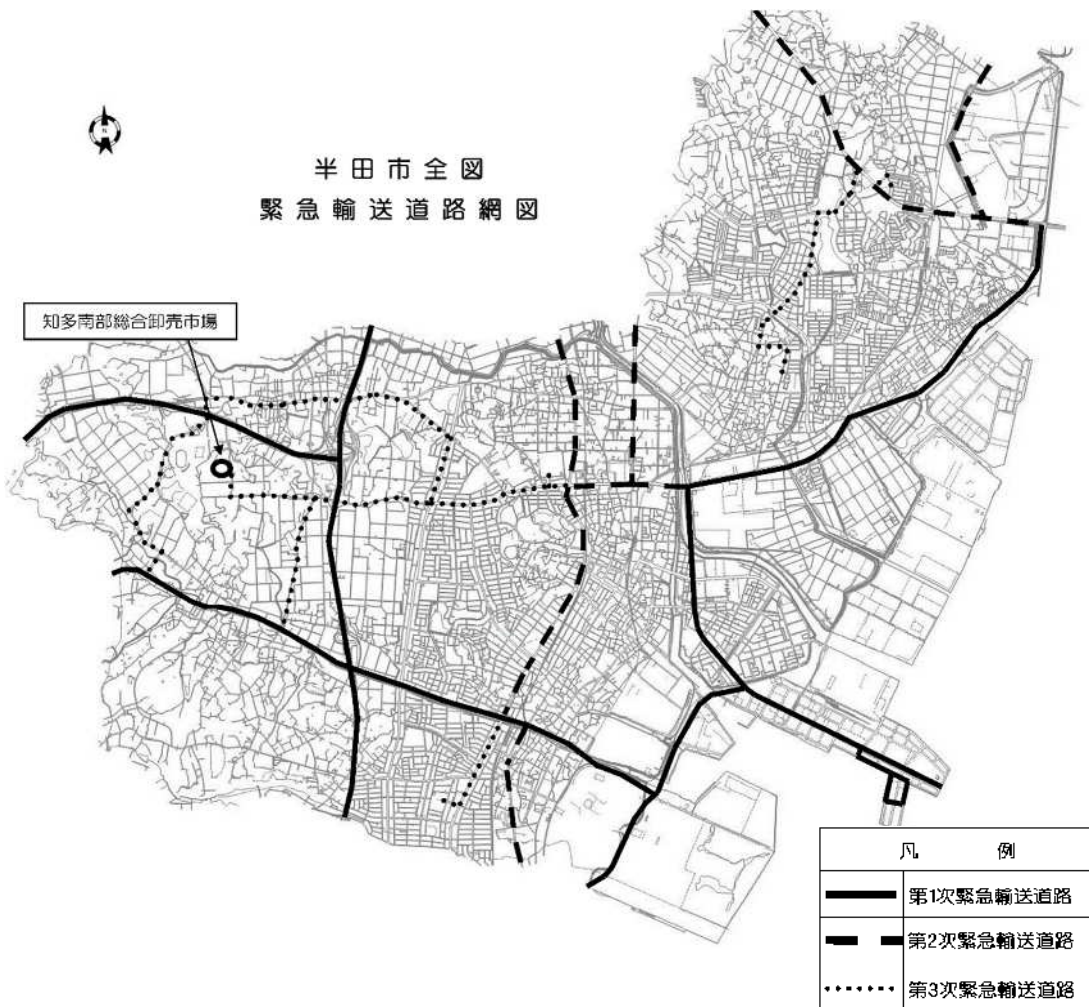 半田市全図
緊急輸送道路網図
知多南部総合卸売市場
凡 例
第1次緊急輸送道路
第2次緊急輸送道路
第3次緊急輸送道路